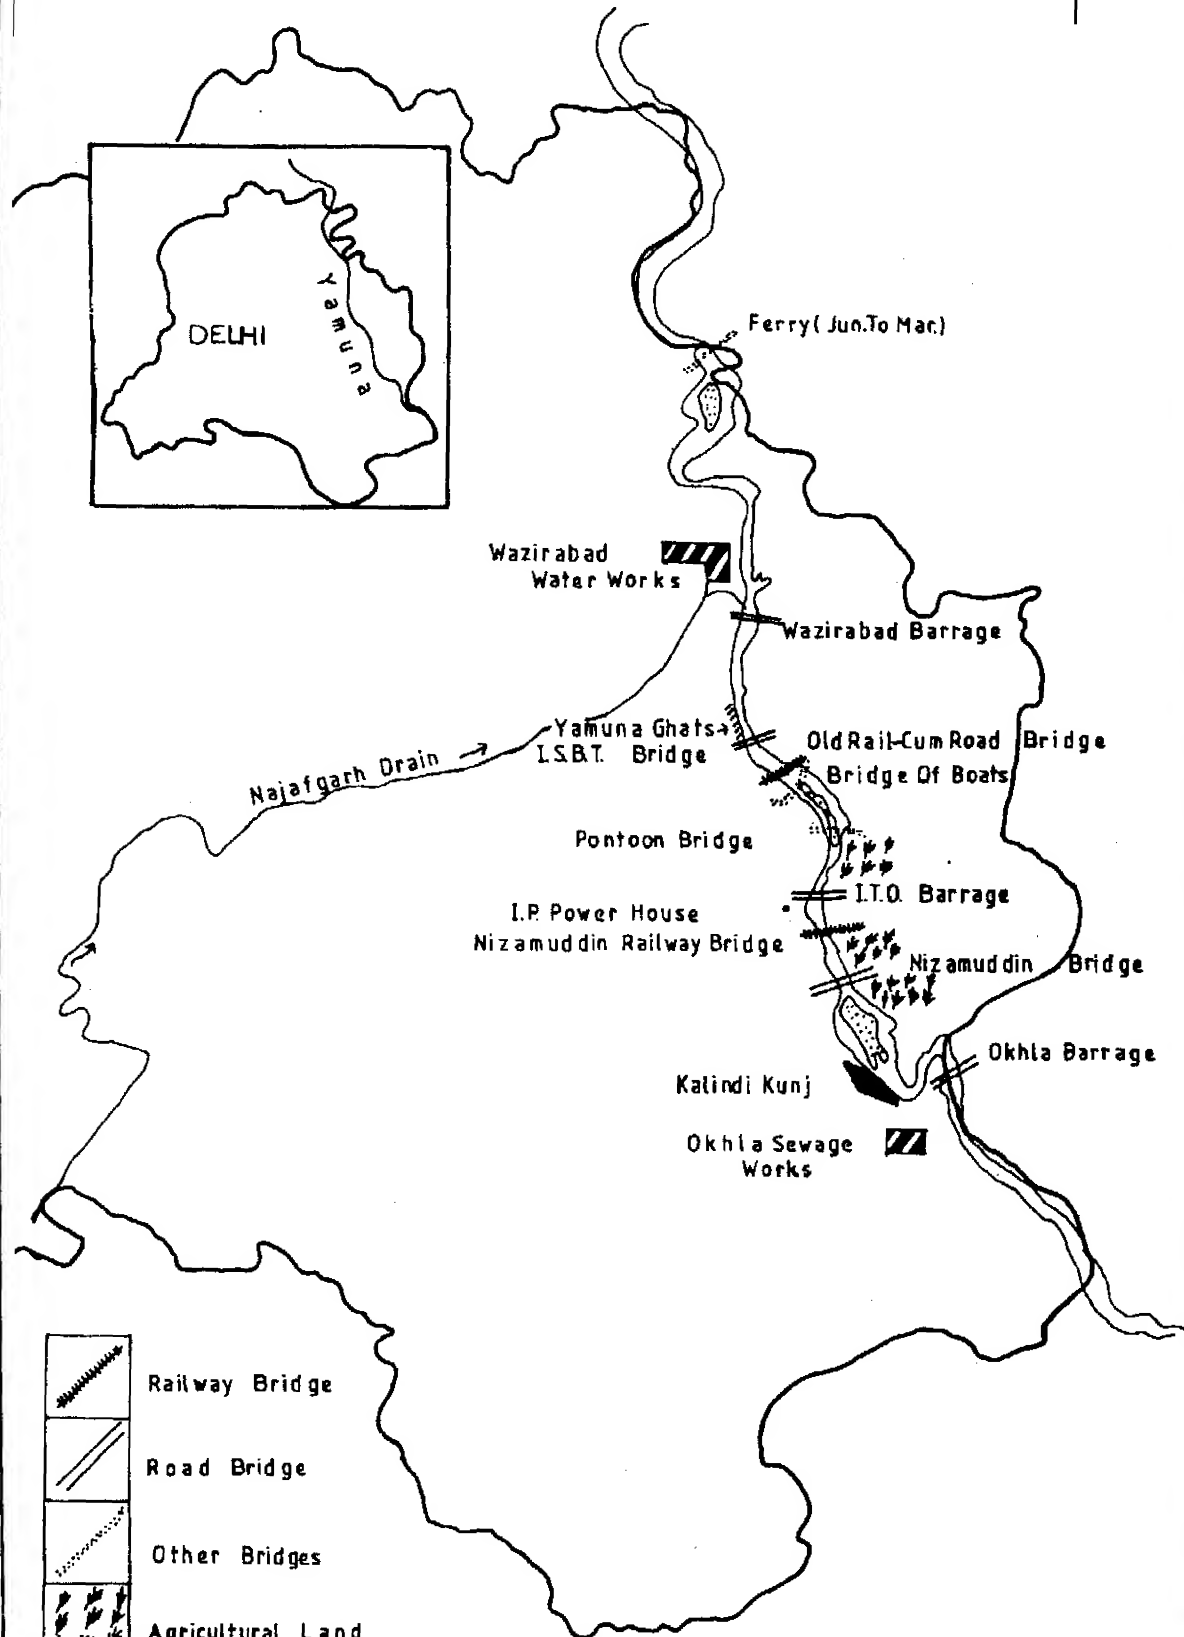 DELHI
Yamuna
Ferry( Jun.To Mar.)
Wazirabad
Water Works
Wazirabad Barrage
Yamuna Ghats
I.S.B.T. Bridge
Old Rail-Cum Road Bridge
Bridge Of Boats
Najafgarh Drain
Pontoon Bridge
I.T.O. Barrage
I.P. Power House
Nizamuddin Railway Bridge
Nizamuddin Bridge
Okhla Barrage
Kalindi Kunj
Okhla Sewage
Works
Railway Bridge
Road Bridge
Other Bridges
Agricultural Land